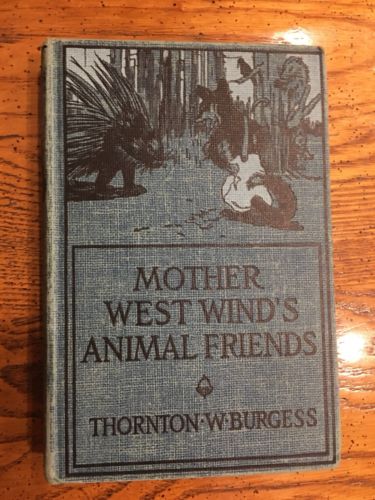 MOTHER
WEST WIND'S
ANIMAL FRIENDS
THORNTON·W·BURGESS